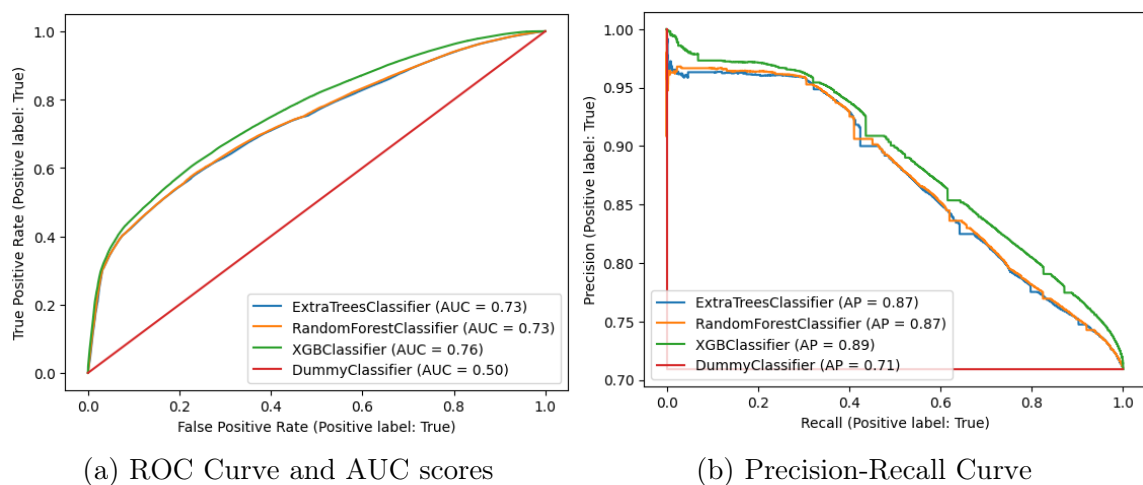 True Positive Rate (Positive label: True)
1.0
0.8
0.6
0.4
0.2
0.0
ExtraTreesClassifier (AUC = 0.73)
RandomForestClassifier (AUC = 0.73)
XGBClassifier (AUC = 0.76)
DummyClassifier (AUC = 0.50)
0.0 0.2 0.4 0.6 0.8 1.0
False Positive Rate (Positive label: True)
(a) ROC Curve and AUC scores
Precision (Positive label: True)
1.00
0.95
0.90
0.85
0.80
0.75
0.70
ExtraTreesClassifier (AP = 0.87)
RandomForestClassifier (AP = 0.87)
XGBClassifier (AP = 0.89)
DummyClassifier (AP = 0.71)
0.0 0.2 0.4 0.6 0.8 1.0
Recall (Positive label: True)
(b) Precision-Recall Curve